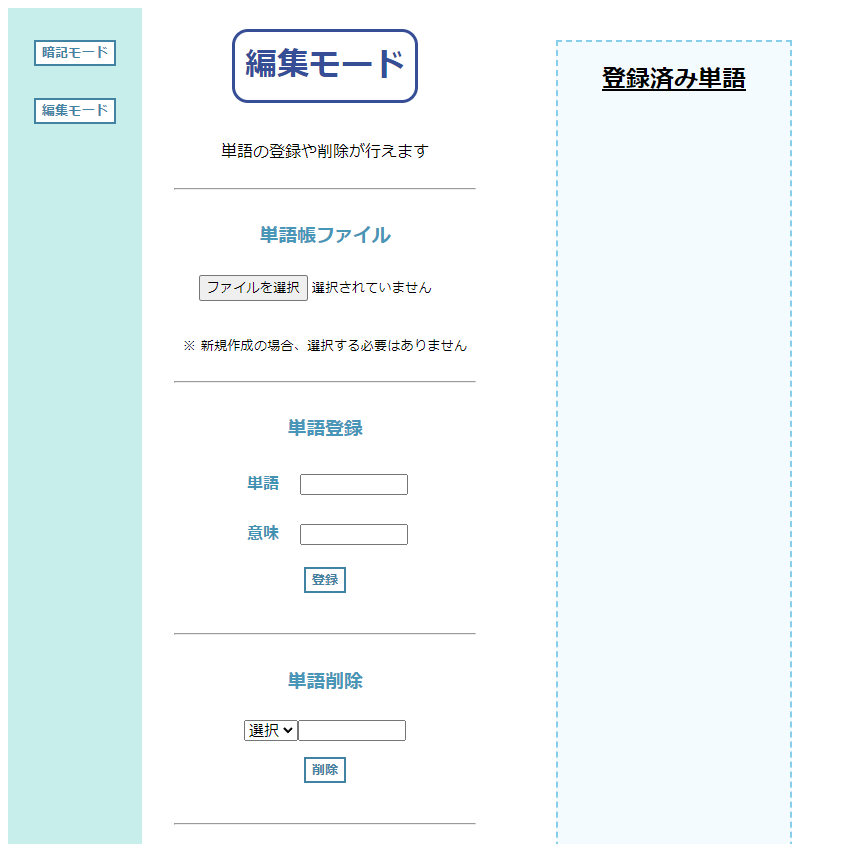 暗記モード
編集モード
編集モード
単語の登録や削除が行えます
単語帳ファイル
ファイルを選択 選択されていません
※ 新規作成の場合、選択する必要はありません
単語登録
単語
意味
登録
単語削除
選択
削除
登録済み単語